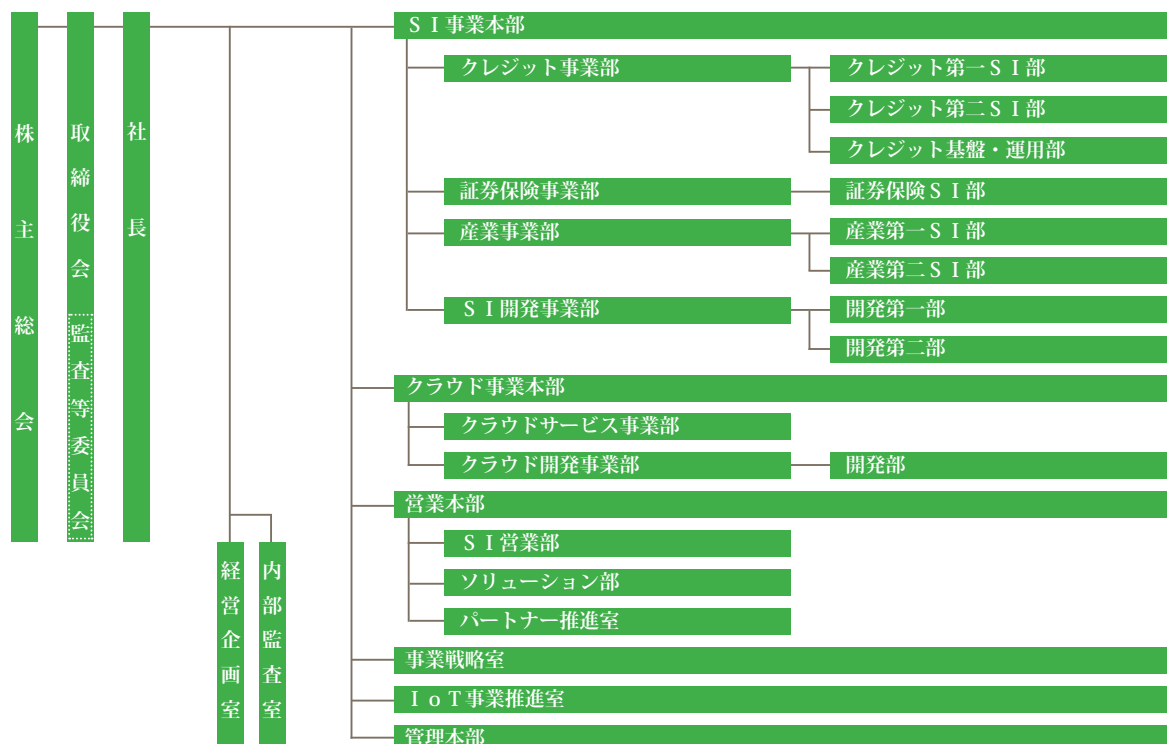 株主総会
取締役会
監査等委員会
社長
経営企画室
内部監査室
ＳＩ事業本部
クレジット事業部
クレジット第一ＳＩ部
クレジット第二ＳＩ部
クレジット基盤・運用部
証券保険事業部
証券保険ＳＩ部
産業事業部
産業第一ＳＩ部
産業第二ＳＩ部
ＳＩ開発事業部
開発第一部
開発第二部
クラウド事業本部
クラウドサービス事業部
クラウド開発事業部
開発部
営業本部
ＳＩ営業部
ソリューション部
パートナー推進室
事業戦略室
ＩｏＴ事業推進室
管理本部